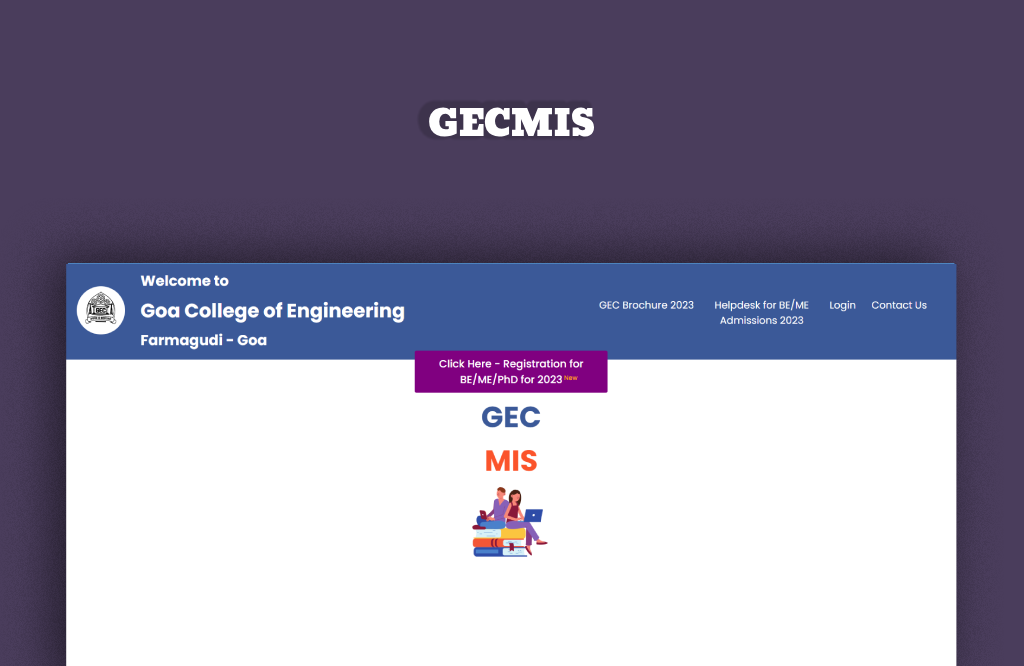 GECMIS
Welcome to
Goa College of Engineering
Farmagudi - Goa
GEC Brochure 2023
Helpdesk for BE/ME
Admissions 2023
Login
Contact Us
Click Here - Registration for
BE/ME/PhD for 2023 New
GEC
MIS